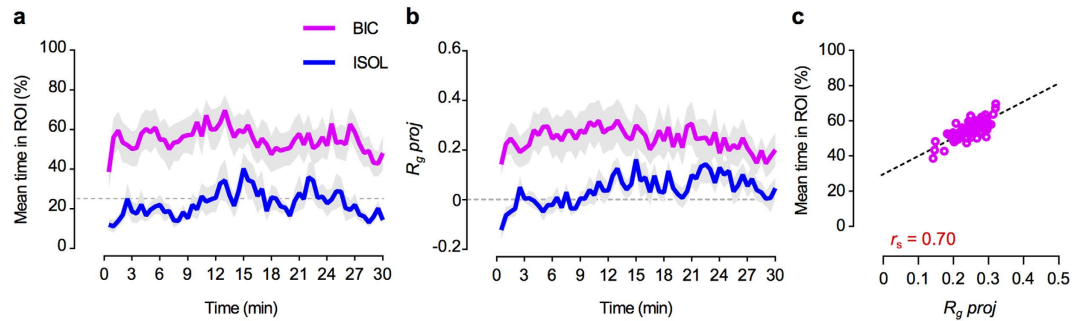 a
BIC
ISOL
Mean time in ROI (%)
100
80
60
40
20
0
0 3 6 9 12 15 18 21 24 27 30
Time (min)
b
R_g proj
0.6
0.4
0.2
0
-0.2
0 3 6 9 12 15 18 21 24 27 30
Time (min)
c
Mean time in ROI (%)
100
80
60
40
20
0
r_s = 0.70
0 0.1 0.2 0.3 0.4 0.5
R_g proj